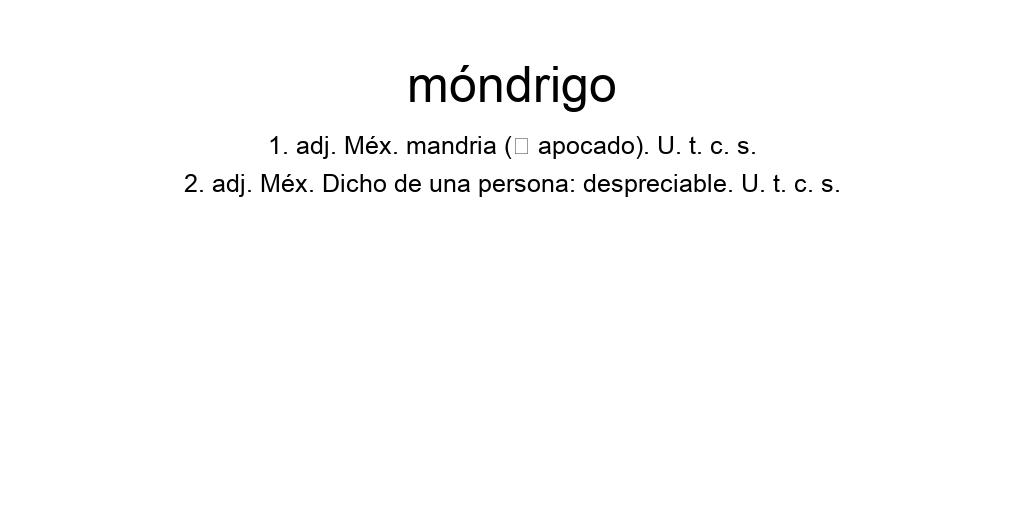 móndrigo
1. adj. Méx. mandria (□ apocado). U. t. c. s.
2. adj. Méx. Dicho de una persona: despreciable. U. t. c. s.